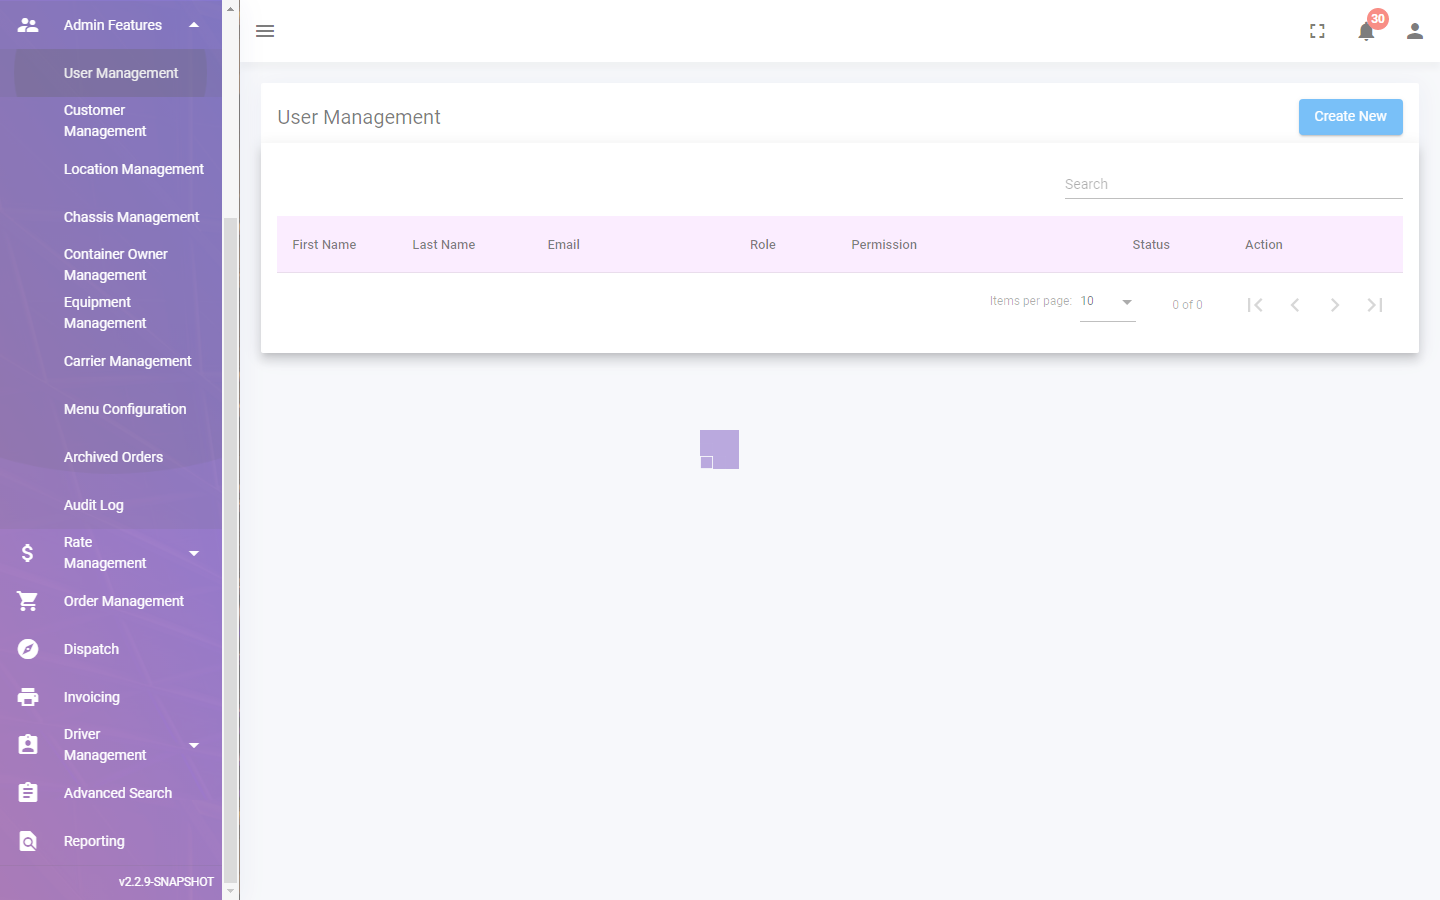 Admin Features
User Management
Customer
Management
Location Management
Chassis Management
Container Owner
Management
Equipment
Management
Carrier Management
Menu Configuration
Archived Orders
Audit Log
Rate
Management
Order Management
Dispatch
Invoicing
Driver
Management
Advanced Search
Reporting
v2.2.9-SNAPSHOT
30
User Management
Create New
Search
First Name Last Name Email Role Permission Status Action
Items per page: 10 0 of 0